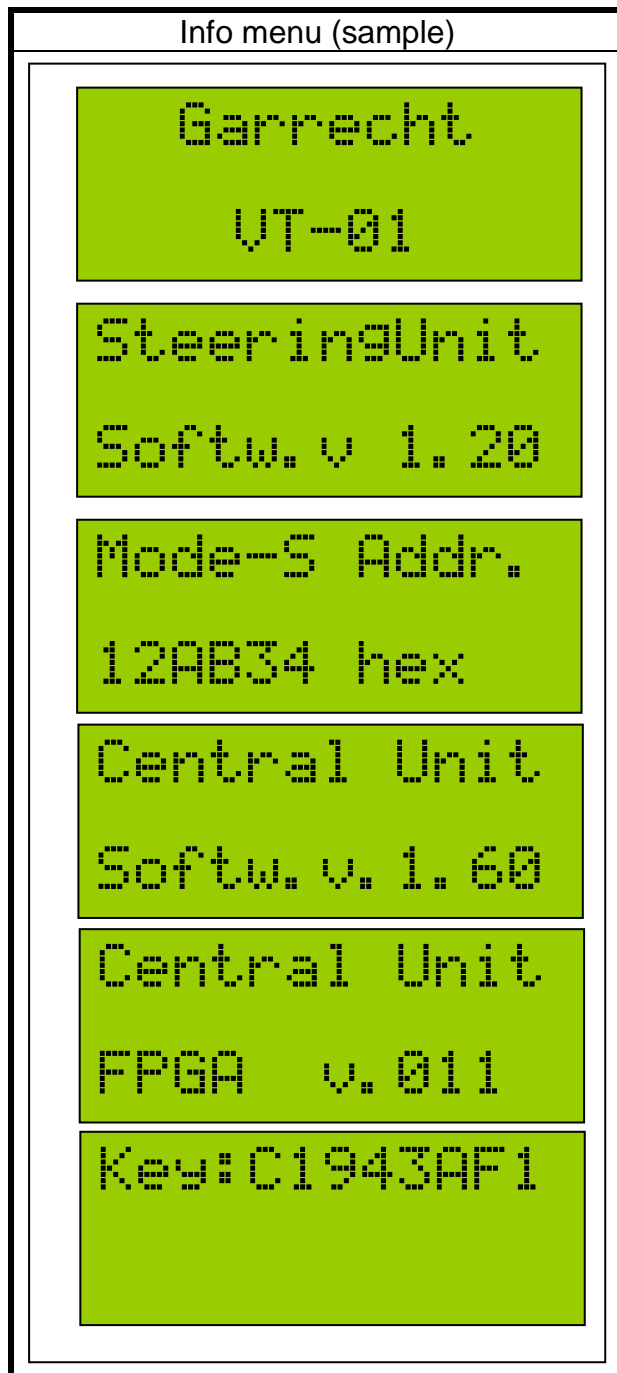 Info menu (sample)
Garrecht
VT-01
SteeringUnit
Softw.v 1.20
Mode-S Addr.
12AB34 hex
Central Unit
Softw.v.1.60
Central Unit
FPGA v.011
Key:C1943AF1